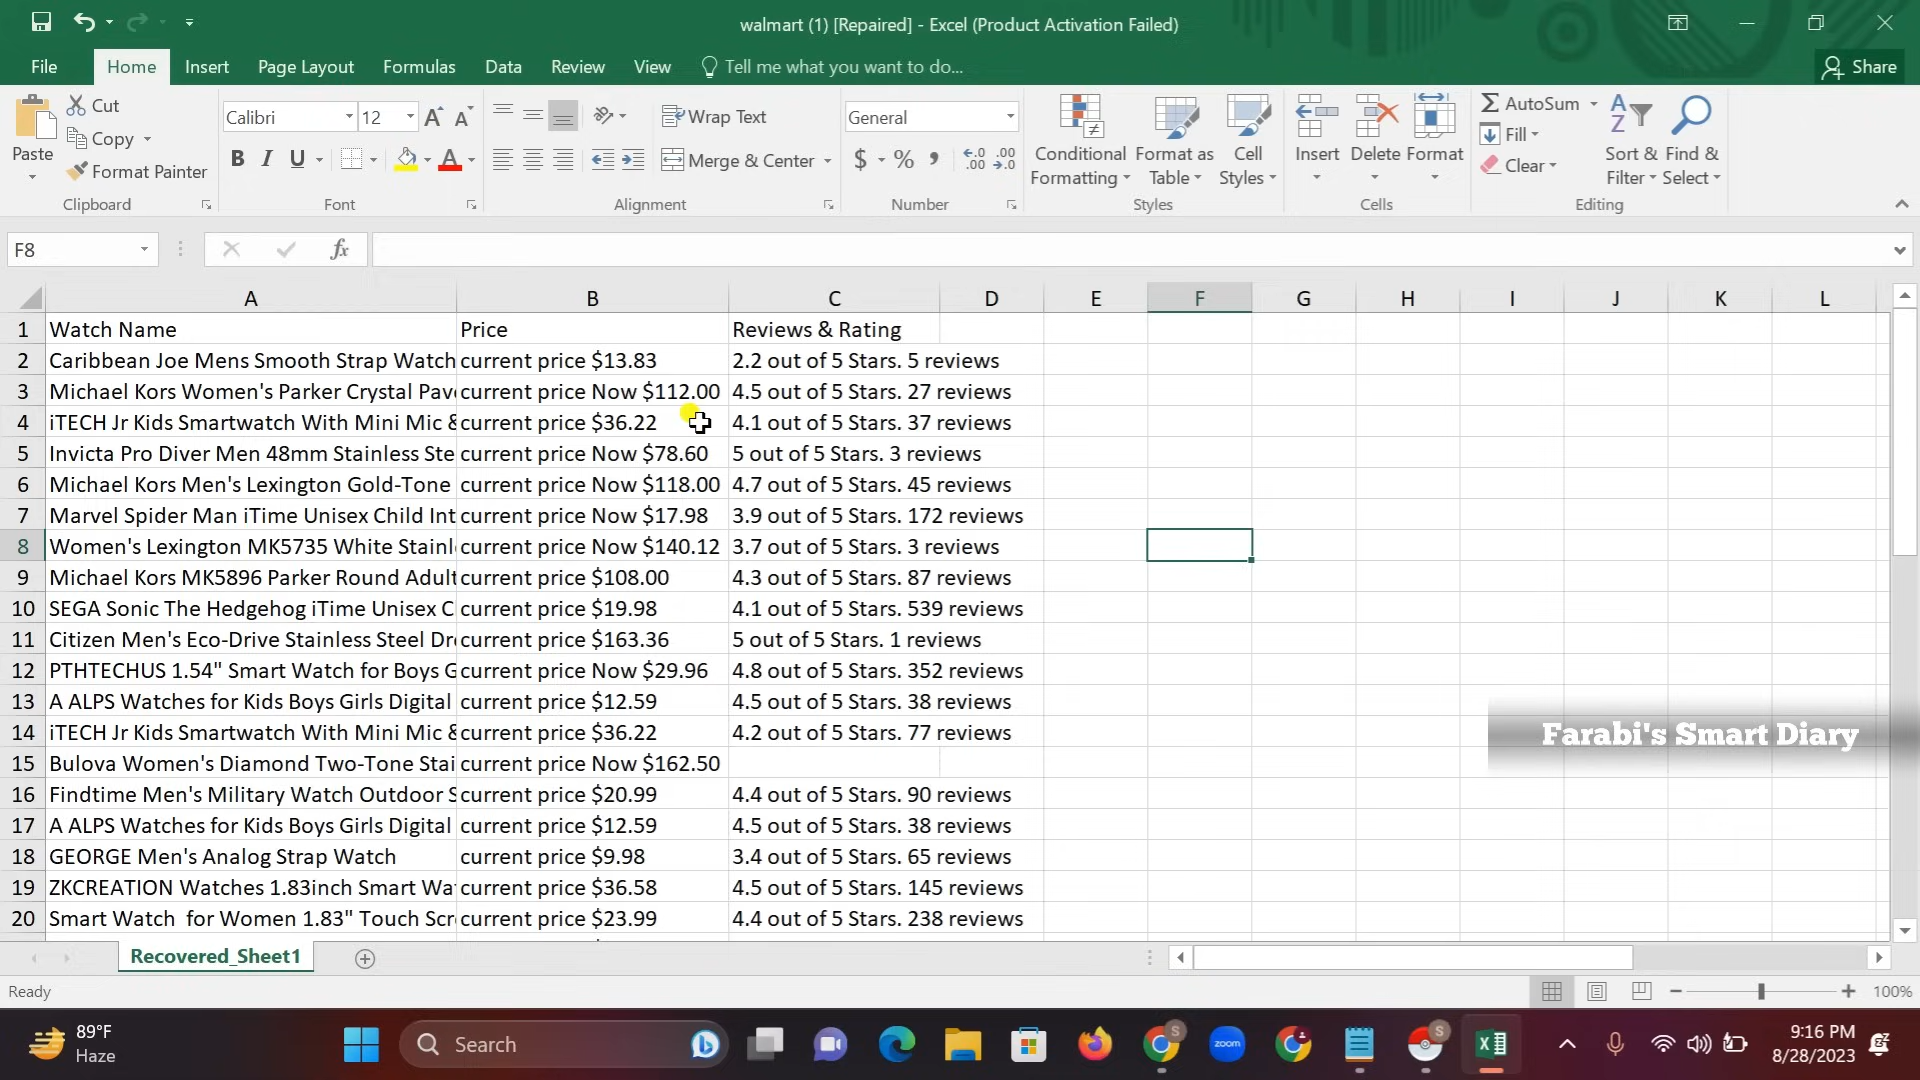 walmart (1) [Repaired] - Excel (Product Activation Failed)
File Home Insert Page Layout Formulas Data Review View Tell me what you want to do... Share
Paste Cut Copy Format Painter Clipboard
Calibri 12 A A B I U A Font
Wrap Text Merge & Center Alignment
General $ % , .0 .00 .00 .0 Number
Conditional Formatting Format as Table Cell Styles Styles
Insert Delete Format Cells
AutoSum Fill Clear Sort & Filter Find & Select Editing
F8 fx
A B C D E F G H I J K L
1 Watch Name Price Reviews & Rating
2 Caribbean Joe Mens Smooth Strap Watch current price $13.83 2.2 out of 5 Stars. 5 reviews
3 Michael Kors Women's Parker Crystal Pav current price Now $112.00 4.5 out of 5 Stars. 27 reviews
4 iTECH Jr Kids Smartwatch With Mini Mic & current price $36.22 4.1 out of 5 Stars. 37 reviews
5 Invicta Pro Diver Men 48mm Stainless Ste current price Now $78.60 5 out of 5 Stars. 3 reviews
6 Michael Kors Men's Lexington Gold-Tone current price Now $118.00 4.7 out of 5 Stars. 45 reviews
7 Marvel Spider Man iTime Unisex Child Int current price Now $17.98 3.9 out of 5 Stars. 172 reviews
8 Women's Lexington MK5735 White Stainl current price Now $140.12 3.7 out of 5 Stars. 3 reviews
9 Michael Kors MK5896 Parker Round Adult current price $108.00 4.3 out of 5 Stars. 87 reviews
10 SEGA Sonic The Hedgehog iTime Unisex C current price $19.98 4.1 out of 5 Stars. 539 reviews
11 Citizen Men's Eco-Drive Stainless Steel Dr current price $163.36 5 out of 5 Stars. 1 reviews
12 PTHTECHUS 1.54" Smart Watch for Boys G current price Now $29.96 4.8 out of 5 Stars. 352 reviews
13 A ALPS Watches for Kids Boys Girls Digital current price $12.59 4.5 out of 5 Stars. 38 reviews
14 iTECH Jr Kids Smartwatch With Mini Mic & current price $36.22 4.2 out of 5 Stars. 77 reviews
Farabi's Smart Diary
15 Bulova Women's Diamond Two-Tone Stai current price Now $162.50
16 Findtime Men's Military Watch Outdoor S current price $20.99 4.4 out of 5 Stars. 90 reviews
17 A ALPS Watches for Kids Boys Girls Digital current price $12.59 4.5 out of 5 Stars. 38 reviews
18 GEORGE Men's Analog Strap Watch current price $9.98 3.4 out of 5 Stars. 65 reviews
19 ZKCREATION Watches 1.83inch Smart Wa current price $36.58 4.5 out of 5 Stars. 145 reviews
20 Smart Watch for Women 1.83" Touch Scr current price $23.99 4.4 out of 5 Stars. 238 reviews
Recovered_Sheet1
Ready 100%
89°F
Haze
Search
zoom
9:16 PM
8/28/2023